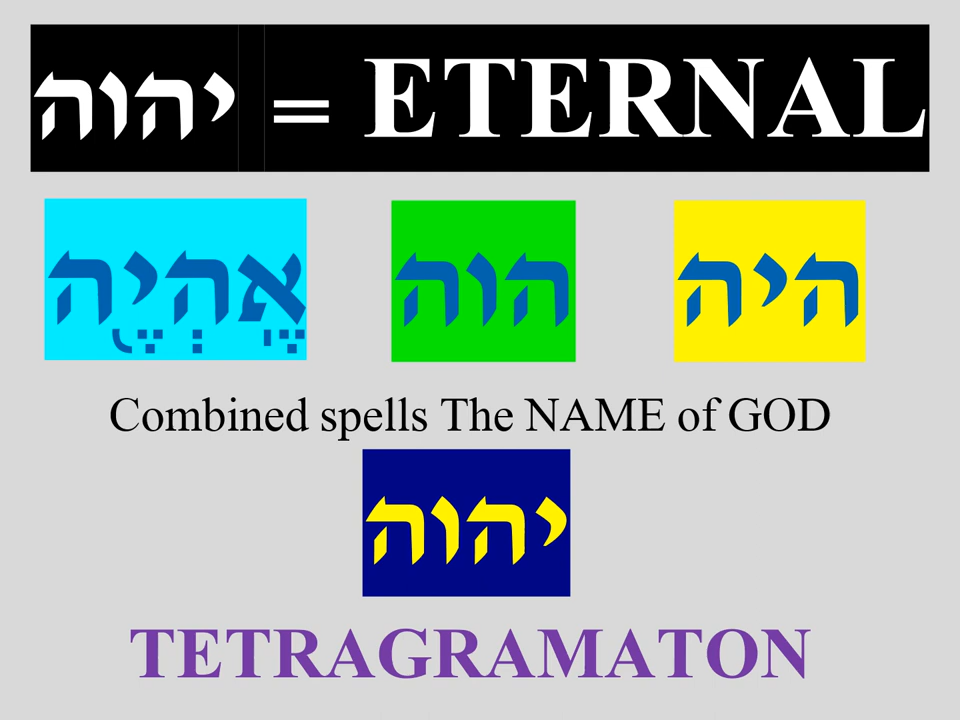 יהוה = ETERNAL
היה הוה אֶֽהְיֶ֖ה
Combined spells The NAME of GOD
יהוה
TETRAGRAMATON